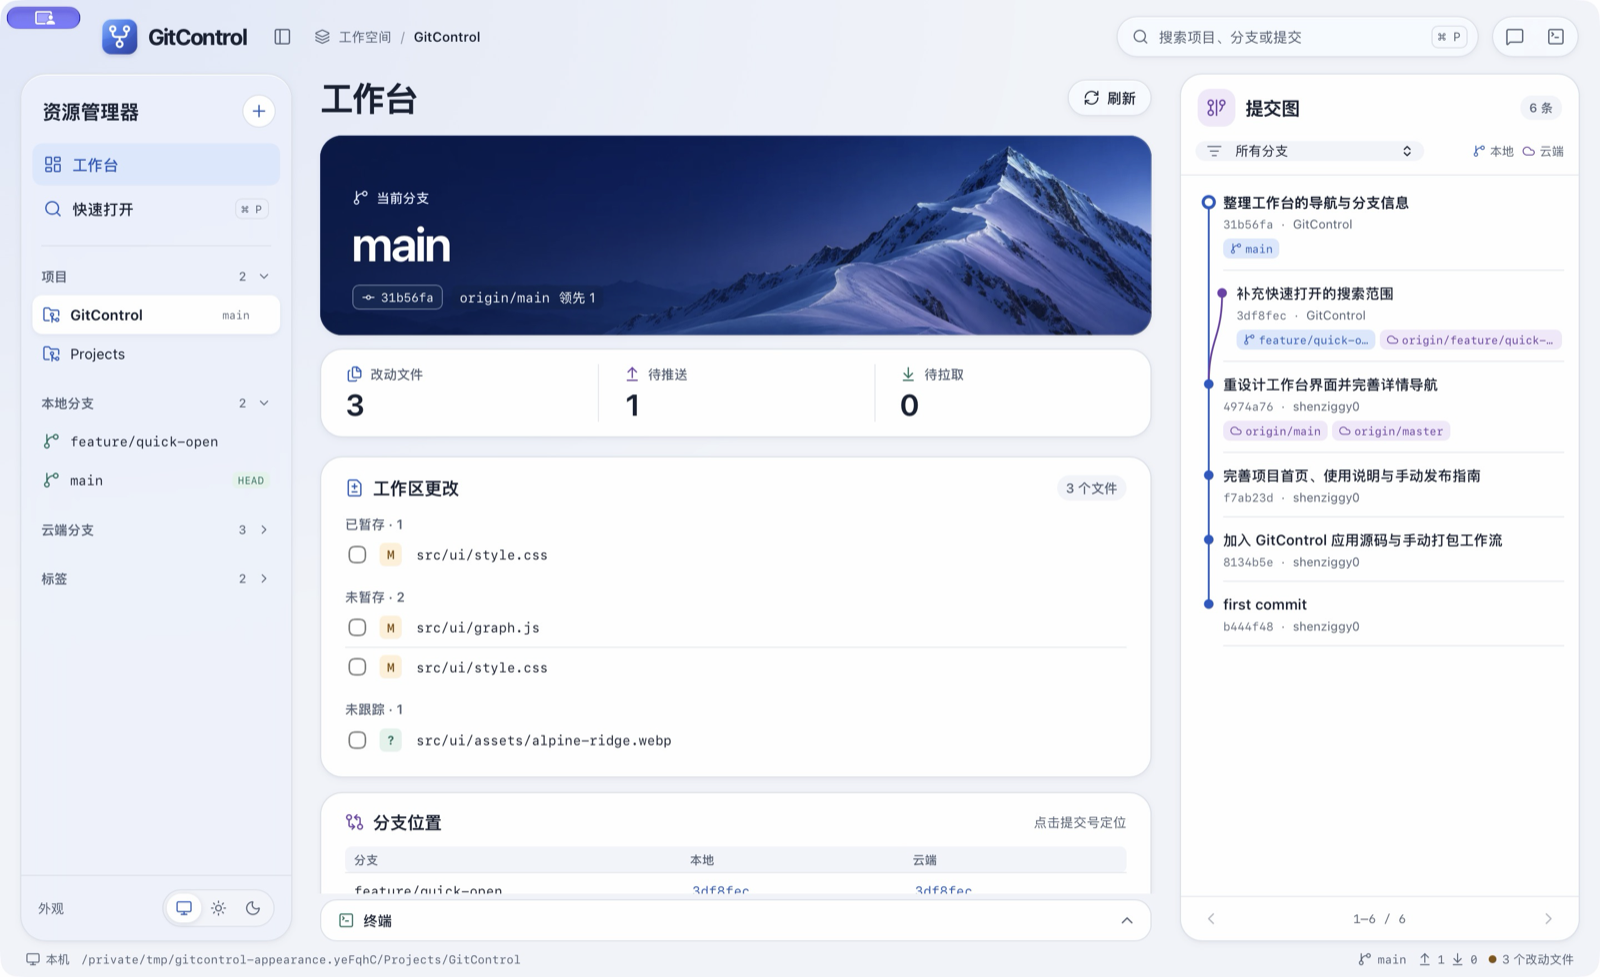 GitControl
工作空间 / GitControl
搜索项目、分支或提交
⌘ P
资源管理器
工作台
快速打开
⌘ P
项目
2
GitControl
main
Projects
本地分支
2
feature/quick-open
main
HEAD
云端分支
3
标签
2
外观
工作台
刷新
当前分支
main
31b56fa
origin/main 领先 1
改动文件
3
待推送
1
待拉取
0
工作区更改
3 个文件
已暂存 · 1
M src/ui/style.css
未暂存 · 2
M src/ui/graph.js
M src/ui/style.css
未跟踪 · 1
? src/ui/assets/alpine-ridge.webp
分支位置
点击提交号定位
分支 本地 云端
feature/quick-open 3df8fec 3df8fec
终端
提交图
6 条
所有分支
本地 云端
整理工作台的导航与分支信息
31b56fa · GitControl
main
补充快速打开的搜索范围
3df8fec · GitControl
feature/quick-o… origin/feature/quick-…
重设计工作台界面并完善详情导航
4974a76 · shenziggy0
origin/main origin/master
完善项目首页、使用说明与手动发布指南
f7ab23d · shenziggy0
加入 GitControl 应用源码与手动打包工作流
8134b5e · shenziggy0
first commit
b444f48 · shenziggy0
1–6 / 6
本机 /private/tmp/gitcontrol-appearance.yeFqhC/Projects/GitControl
main 1 0 3 个改动文件